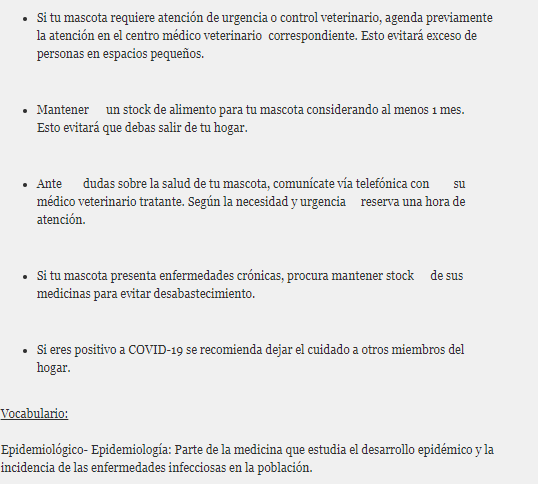 • Si tu mascota requiere atención de urgencia o control veterinario, agenda previamente
la atención en el centro médico veterinario correspondiente. Esto evitará exceso de
personas en espacios pequeños.
• Mantener un stock de alimento para tu mascota considerando al menos 1 mes.
Esto evitará que debas salir de tu hogar.
• Ante dudas sobre la salud de tu mascota, comunícate vía telefónica con su
médico veterinario tratante. Según la necesidad y urgencia reserva una hora de
atención.
• Si tu mascota presenta enfermedades crónicas, procura mantener stock de sus
medicinas para evitar desabastecimiento.
• Si eres positivo a COVID-19 se recomienda dejar el cuidado a otros miembros del
hogar.
Vocabulario:
Epidemiológico- Epidemiología: Parte de la medicina que estudia el desarrollo epidémico y la
incidencia de las enfermedades infecciosas en la población.